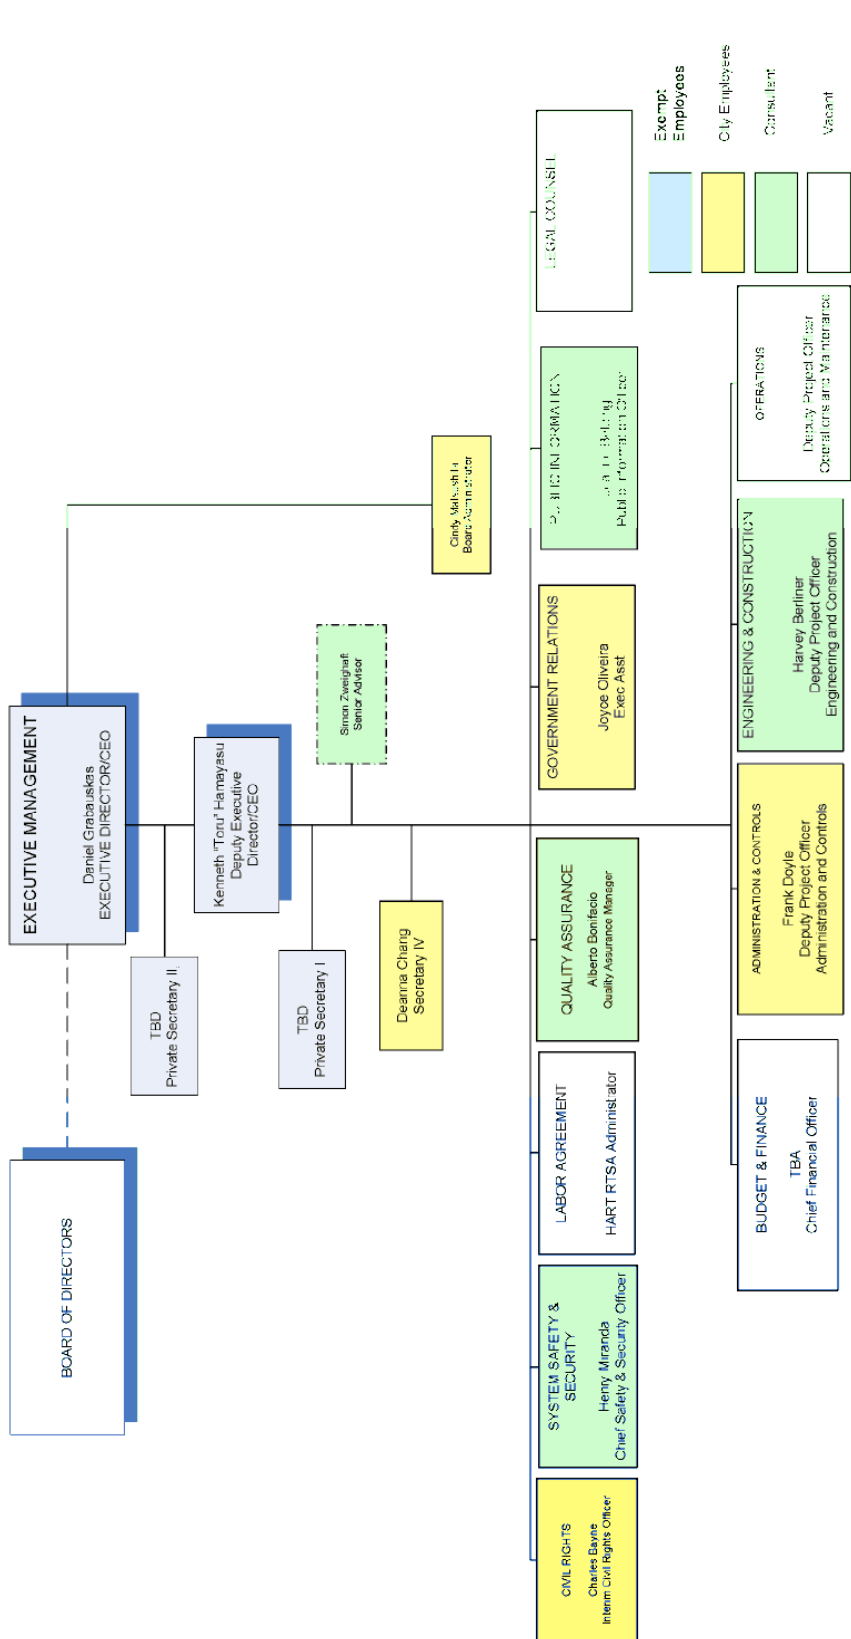 BOARD OF DIRECTORS
EXECUTIVE MANAGEMENT
Daniel Grabauskas
EXECUTIVE DIRECTOR/CEO
TBD
Private Secretary II,
Kenneth "Toru" Hamayasu
Deputy Executive
Director/CEO
TBD
Private Secretary I
Simon Zweighaft
Senior Advisor
Deanna Chang
Secretary IV
Cindy Matsushita
Board Administrator
CIVIL RIGHTS
Charles Bayne
Interim Civil Rights Officer
SYSTEM SAFETY &
SECURITY
Henry Miranda
Chief Safety & Security Officer
LABOR AGREEMENT
HART RTSA Administrator
QUALITY ASSURANCE
Alberto Bonifacio
Quality Assurance Manager
GOVERNMENT RELATIONS
Joyce Oliveira
Exec Asst
PUBLIC INFORMATION
Public Information Officer
LEGAL COUNSEL
BUDGET & FINANCE
TBA
Chief Financial Officer
ADMINISTRATION & CONTROLS
Frank Doyle
Deputy Project Officer
Administration and Controls
ENGINEERING & CONSTRUCTION
Harvey Berliner
Deputy Project Officer
Engineering and Construction
OPERATIONS
Deputy Project Officer
Operations and Maintenance
Exempt
Employees
City Employees
Consultant
Vacant